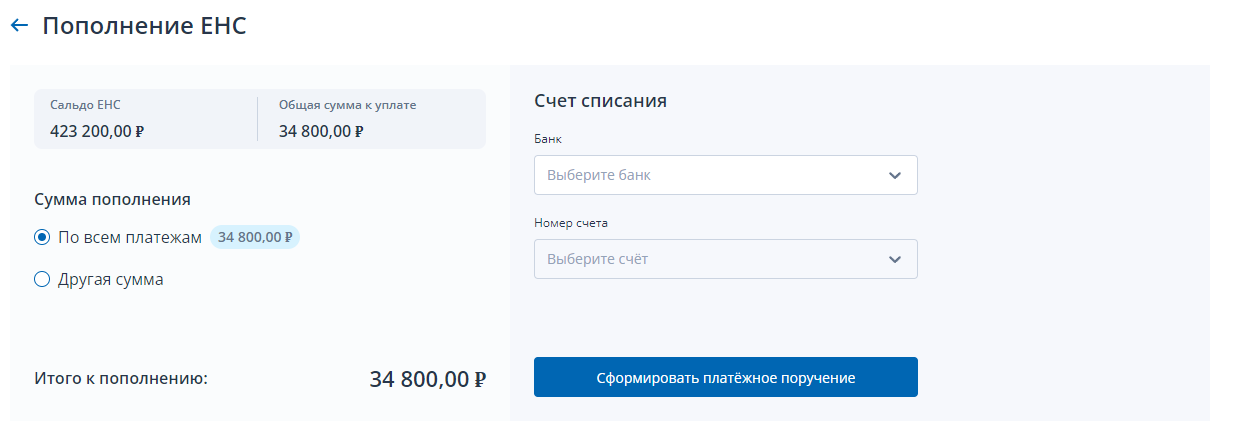 Пополнение ЕНС
Сальдо ЕНС
423 200,00 ₽
Общая сумма к уплате
34 800,00 ₽
Сумма пополнения
По всем платежам 34 800,00 ₽
Другая сумма
Итого к пополнению: 34 800,00 ₽
Счет списания
Банк
Выберите банк
Номер счета
Выберите счёт
Сформировать платёжное поручение